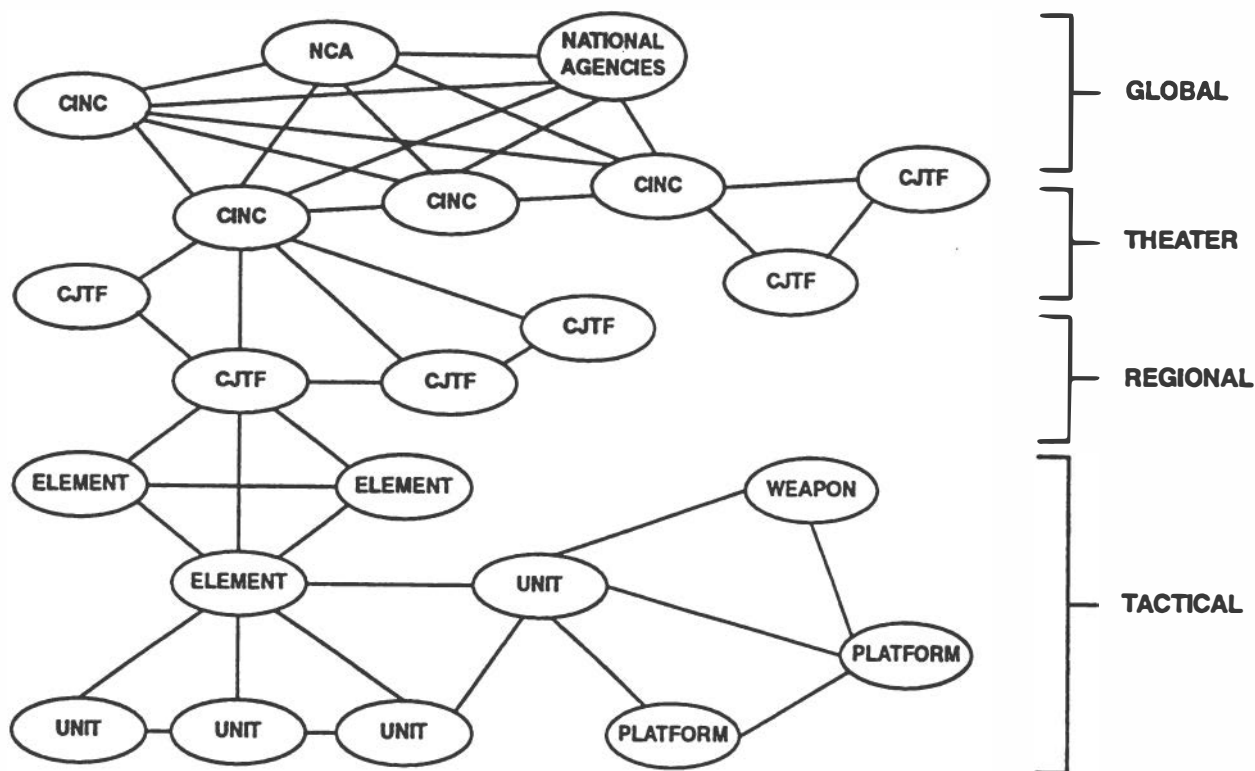 NCA
NATIONAL
AGENCIES
CINC
GLOBAL
CINC
CINC
CINC
CJTF
THEATER
CJTF
CJTF
CJTF
CJTF
CJTF
REGIONAL
ELEMENT
ELEMENT
WEAPON
ELEMENT
UNIT
TACTICAL
PLATFORM
UNIT
UNIT
UNIT
PLATFORM